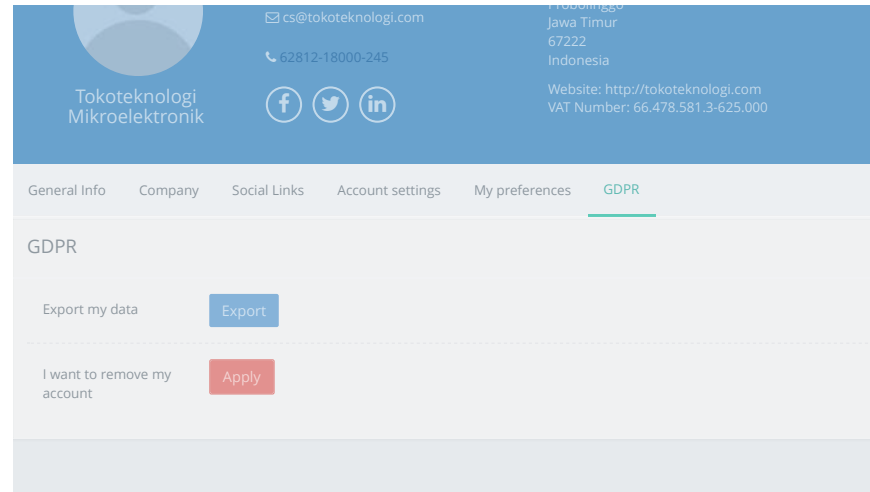 cs@tokoteknologi.com
62812-18000-245
Tokoteknologi
Mikroelektronik
Probolinggo
Jawa Timur
67222
Indonesia
Website: http://tokoteknologi.com
VAT Number: 66.478.581.3-625.000
General Info Company Social Links Account settings My preferences GDPR
GDPR
Export my data Export
I want to remove my
account
Apply